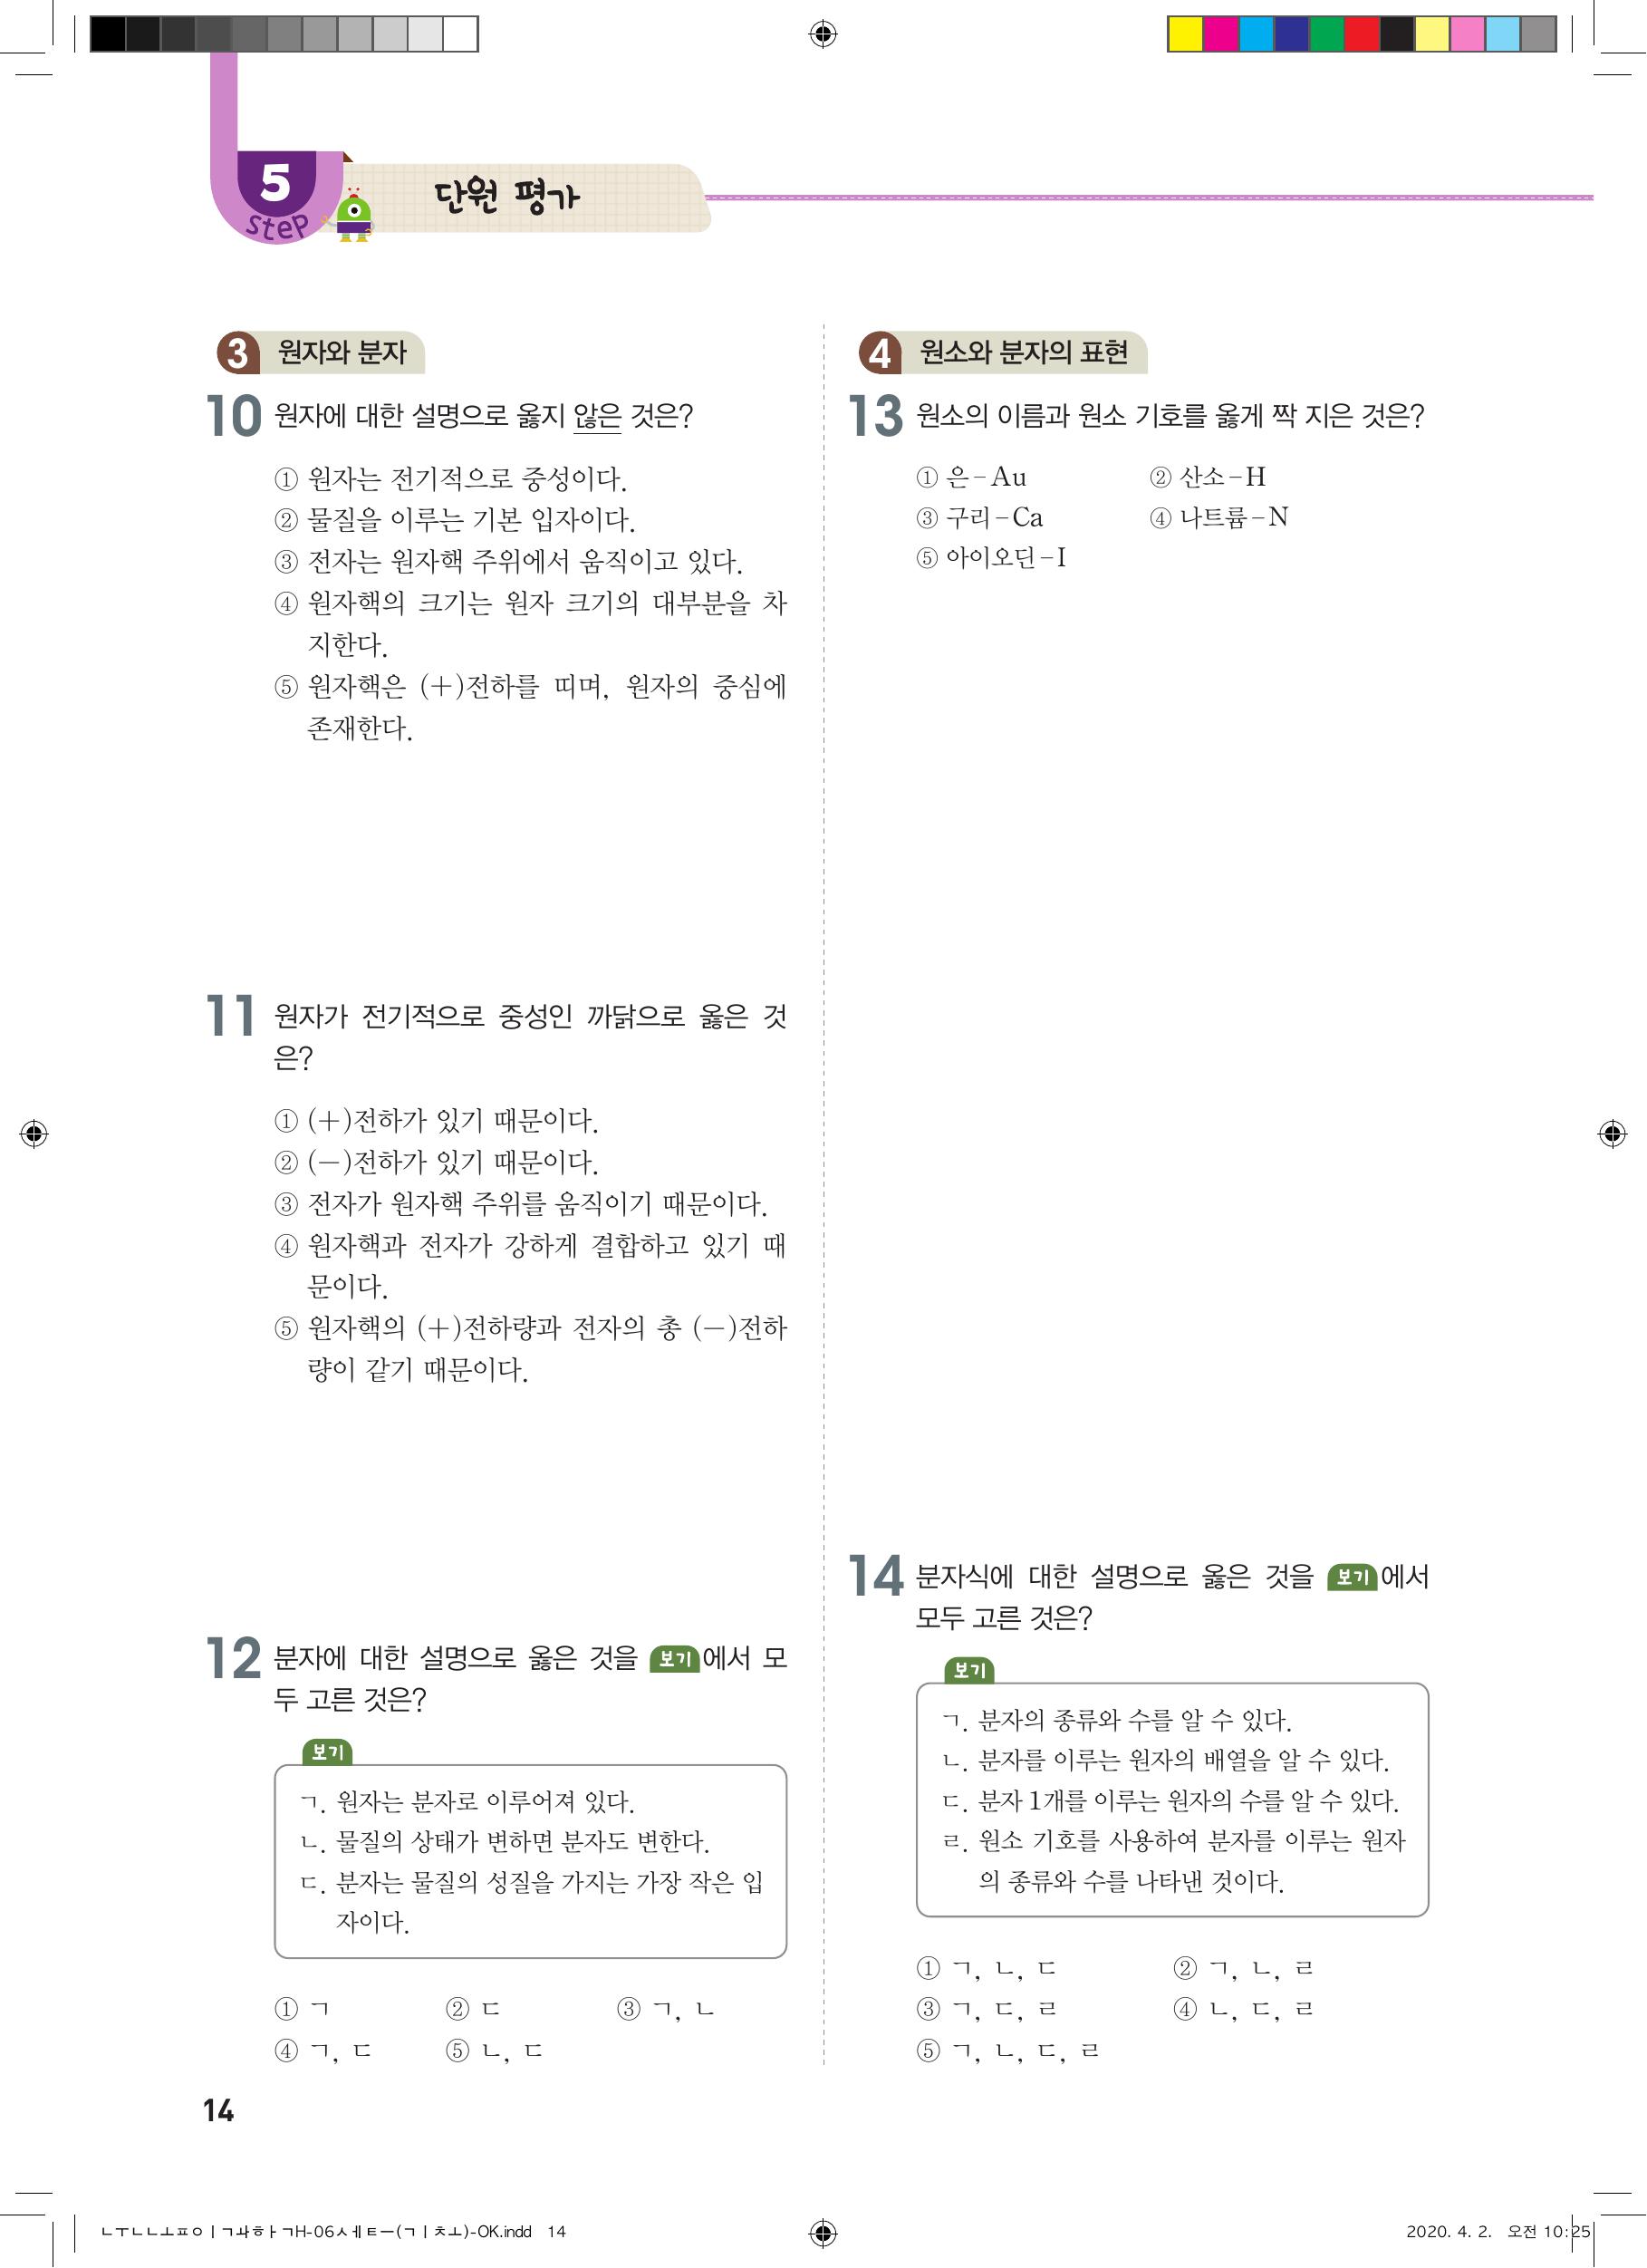 5
step
단원 평가
3 원자와 분자
10 원자에 대한 설명으로 옳지 않은 것은?
① 원자는 전기적으로 중성이다.
② 물질을 이루는 기본 입자이다.
③ 전자는 원자핵 주위에서 움직이고 있다.
④ 원자핵의 크기는 원자 크기의 대부분을 차
지한다.
⑤ 원자핵은 (+)전하를 띠며, 원자의 중심에
존재한다.
11 원자가 전기적으로 중성인 까닭으로 옳은 것
은?
① (+)전하가 있기 때문이다.
② (-)전하가 있기 때문이다.
③ 전자가 원자핵 주위를 움직이기 때문이다.
④ 원자핵과 전자가 강하게 결합하고 있기 때
문이다.
⑤ 원자핵의 (+)전하량과 전자의 총 (-)전하
량이 같기 때문이다.
12 분자에 대한 설명으로 옳은 것을 보기에서 모
두 고른 것은?
보기
ㄱ. 원자는 분자로 이루어져 있다.
ㄴ. 물질의 상태가 변하면 분자도 변한다.
ㄷ. 분자는 물질의 성질을 가지는 가장 작은 입
자이다.
① ㄱ ② ㄷ ③ ㄱ, ㄴ
④ ㄱ, ㄷ ⑤ ㄴ, ㄷ
4 원소와 분자의 표현
13 원소의 이름과 원소 기호를 옳게 짝 지은 것은?
① 은-Au ② 산소-H
③ 구리-Ca ④ 나트륨-N
⑤ 아이오딘-I
14 분자식에 대한 설명으로 옳은 것을 보기에서
모두 고른 것은?
보기
ㄱ. 분자의 종류와 수를 알 수 있다.
ㄴ. 분자를 이루는 원자의 배열을 알 수 있다.
ㄷ. 분자 1개를 이루는 원자의 수를 알 수 있다.
ㄹ. 원소 기호를 사용하여 분자를 이루는 원자
의 종류와 수를 나타낸 것이다.
① ㄱ, ㄴ, ㄷ ② ㄱ, ㄴ, ㄹ
③ ㄱ, ㄷ, ㄹ ④ ㄴ, ㄷ, ㄹ
⑤ ㄱ, ㄴ, ㄷ, ㄹ
14
ㄴㅜㄴㄴㅗㅍㅇㅣㄱㅘㅎㅏㄱH-06ㅅㅔㅌㅡ(ㄱㅣㅊㅗ)-OK.indd 14
2020. 4. 2. 오전 10:25